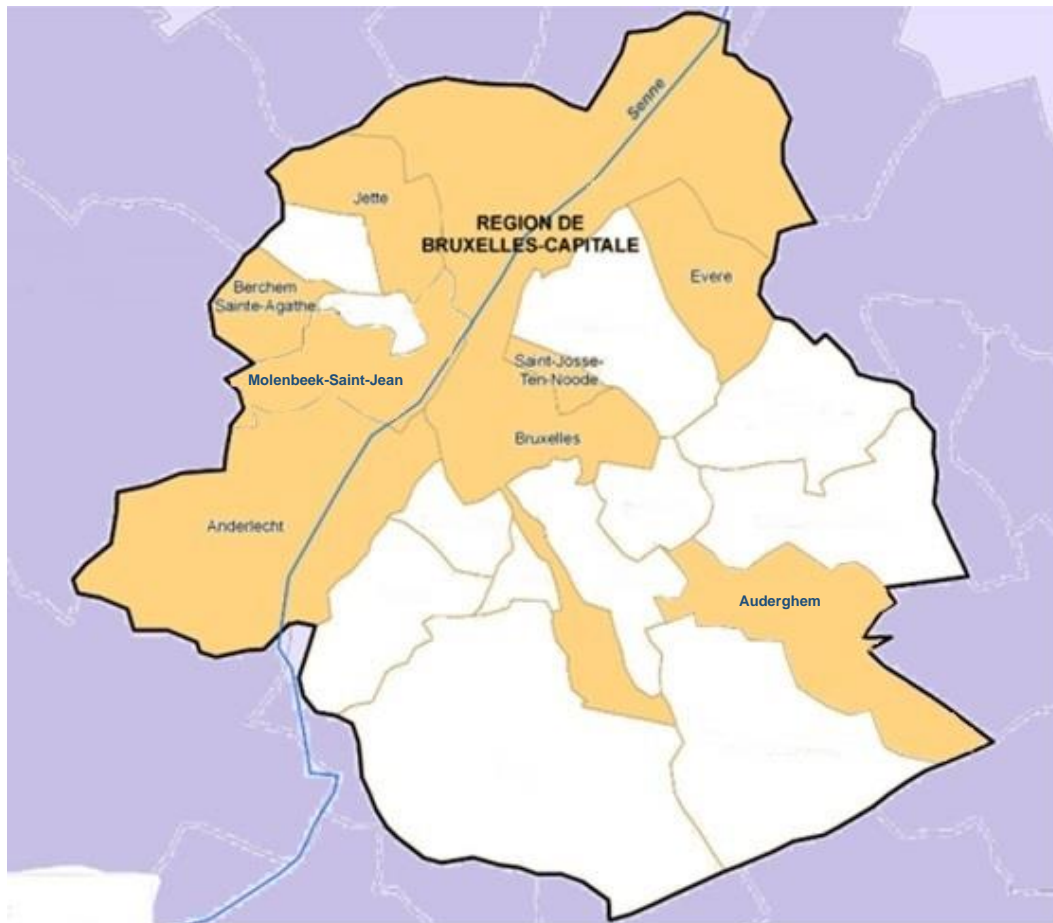 Senne
Jette
REGION DE
BRUXELLES-CAPITALE
Evere
Berchem
Sainte-Agathe
Saint-Josse-
Ten-Noode
Molenbeek-Saint-Jean
Bruxelles
Anderlecht
Auderghem